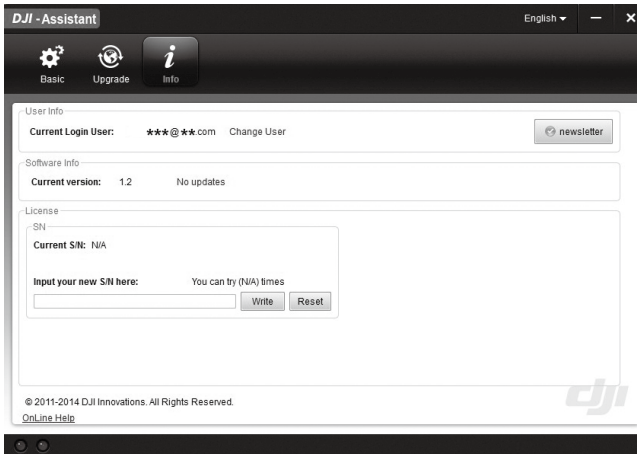 DJI - Assistant English
Basic Upgrade Info
User Info
Current Login User: ***@**.com Change User newsletter
Software Info
Current version: 1.2 No updates
License
SN
Current S/N: N/A
Input your new S/N here: You can try (N/A) times
Write Reset
dji
© 2011-2014 DJI Innovations. All Rights Reserved.
OnLine Help